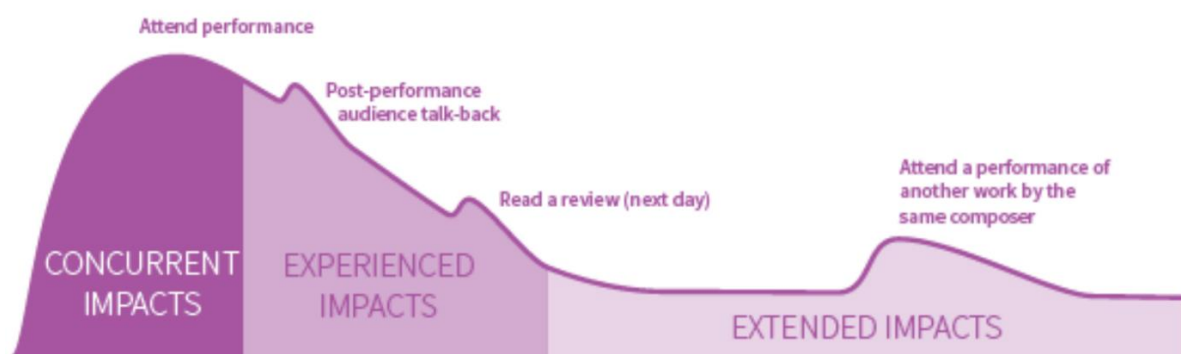 Attend performance
Post-performance
audience talk-back
Read a review (next day)
Attend a performance of
another work by the
same composer
CONCURRENT
IMPACTS
EXPERIENCED
IMPACTS
EXTENDED IMPACTS